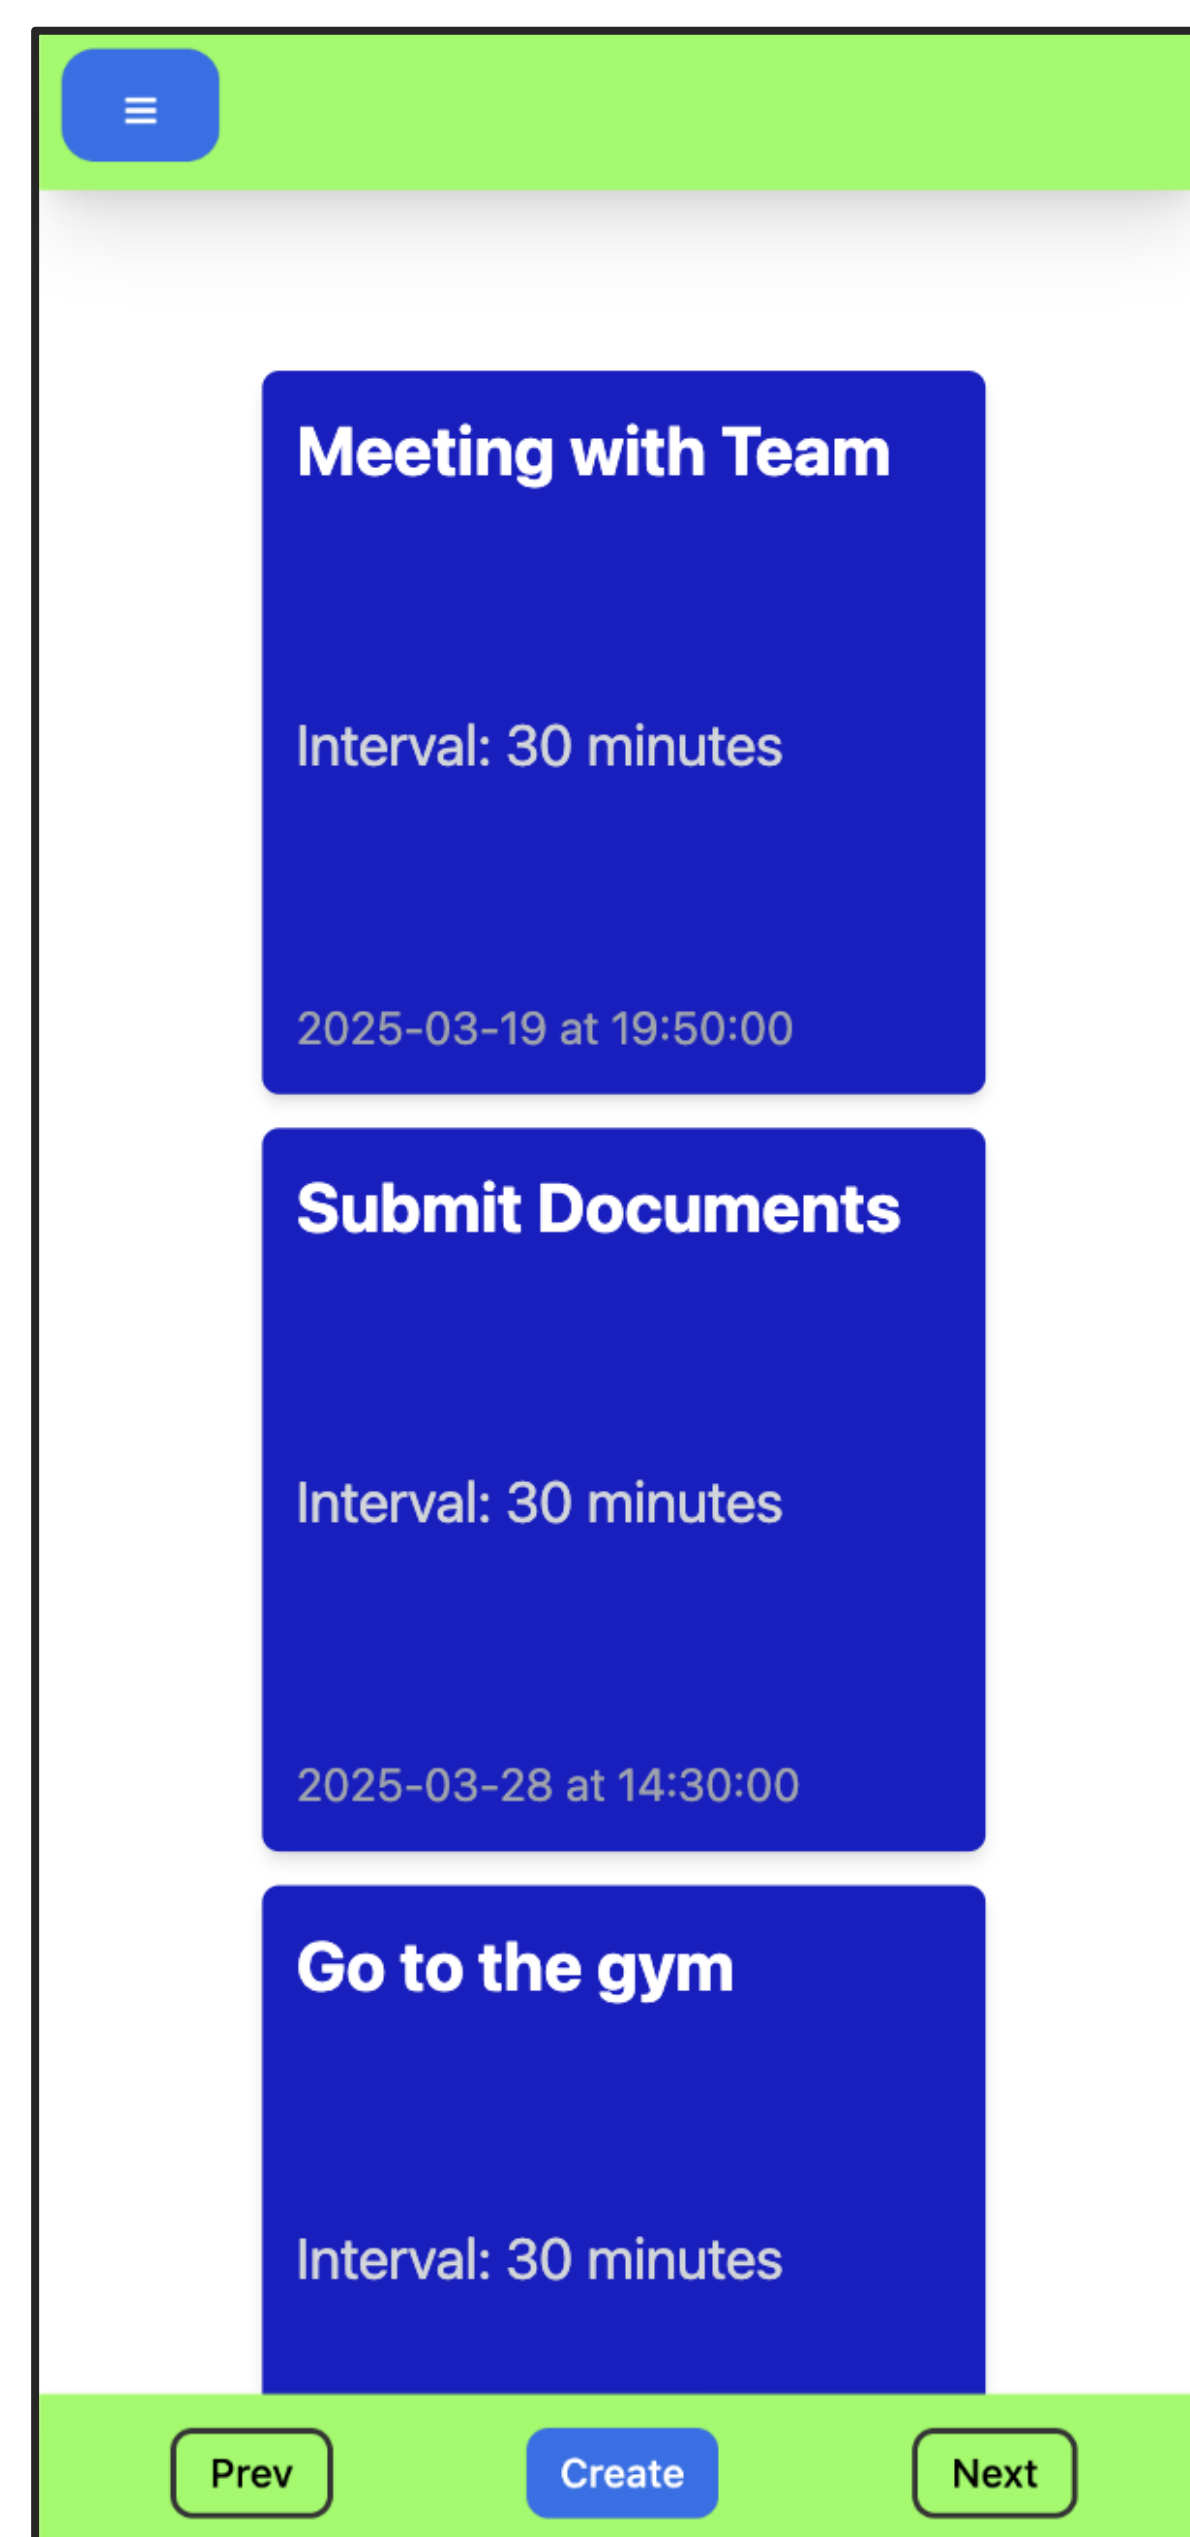 Meeting with Team
Interval: 30 minutes
2025-03-19 at 19:50:00
Submit Documents
Interval: 30 minutes
2025-03-28 at 14:30:00
Go to the gym
Interval: 30 minutes
Prev
Create
Next